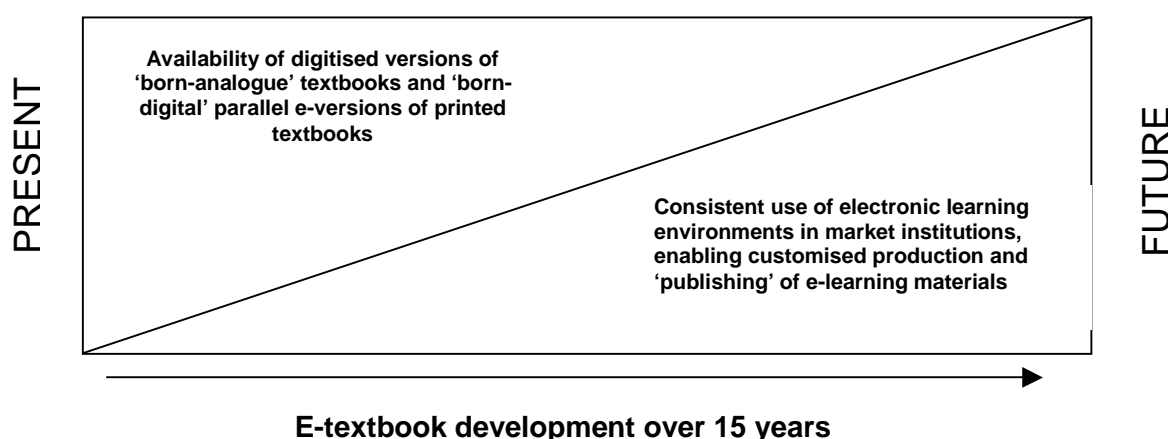 PRESENT
Availability of digitised versions of
‘born-analogue’ textbooks and ‘born-
digital’ parallel e-versions of printed
textbooks
Consistent use of electronic learning
environments in market institutions,
enabling customised production and
‘publishing’ of e-learning materials
FUTURE
E-textbook development over 15 years